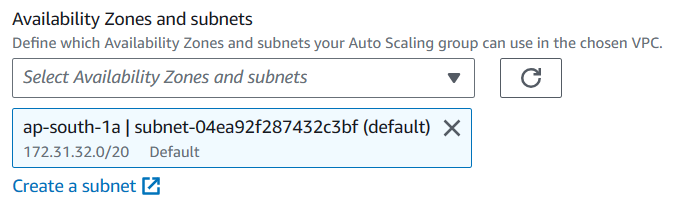 Availability Zones and subnets
Define which Availability Zones and subnets your Auto Scaling group can use in the chosen VPC.
Select Availability Zones and subnets
ap-south-1a | subnet-04ea92f287432c3bf (default)
172.31.32.0/20 Default
Create a subnet